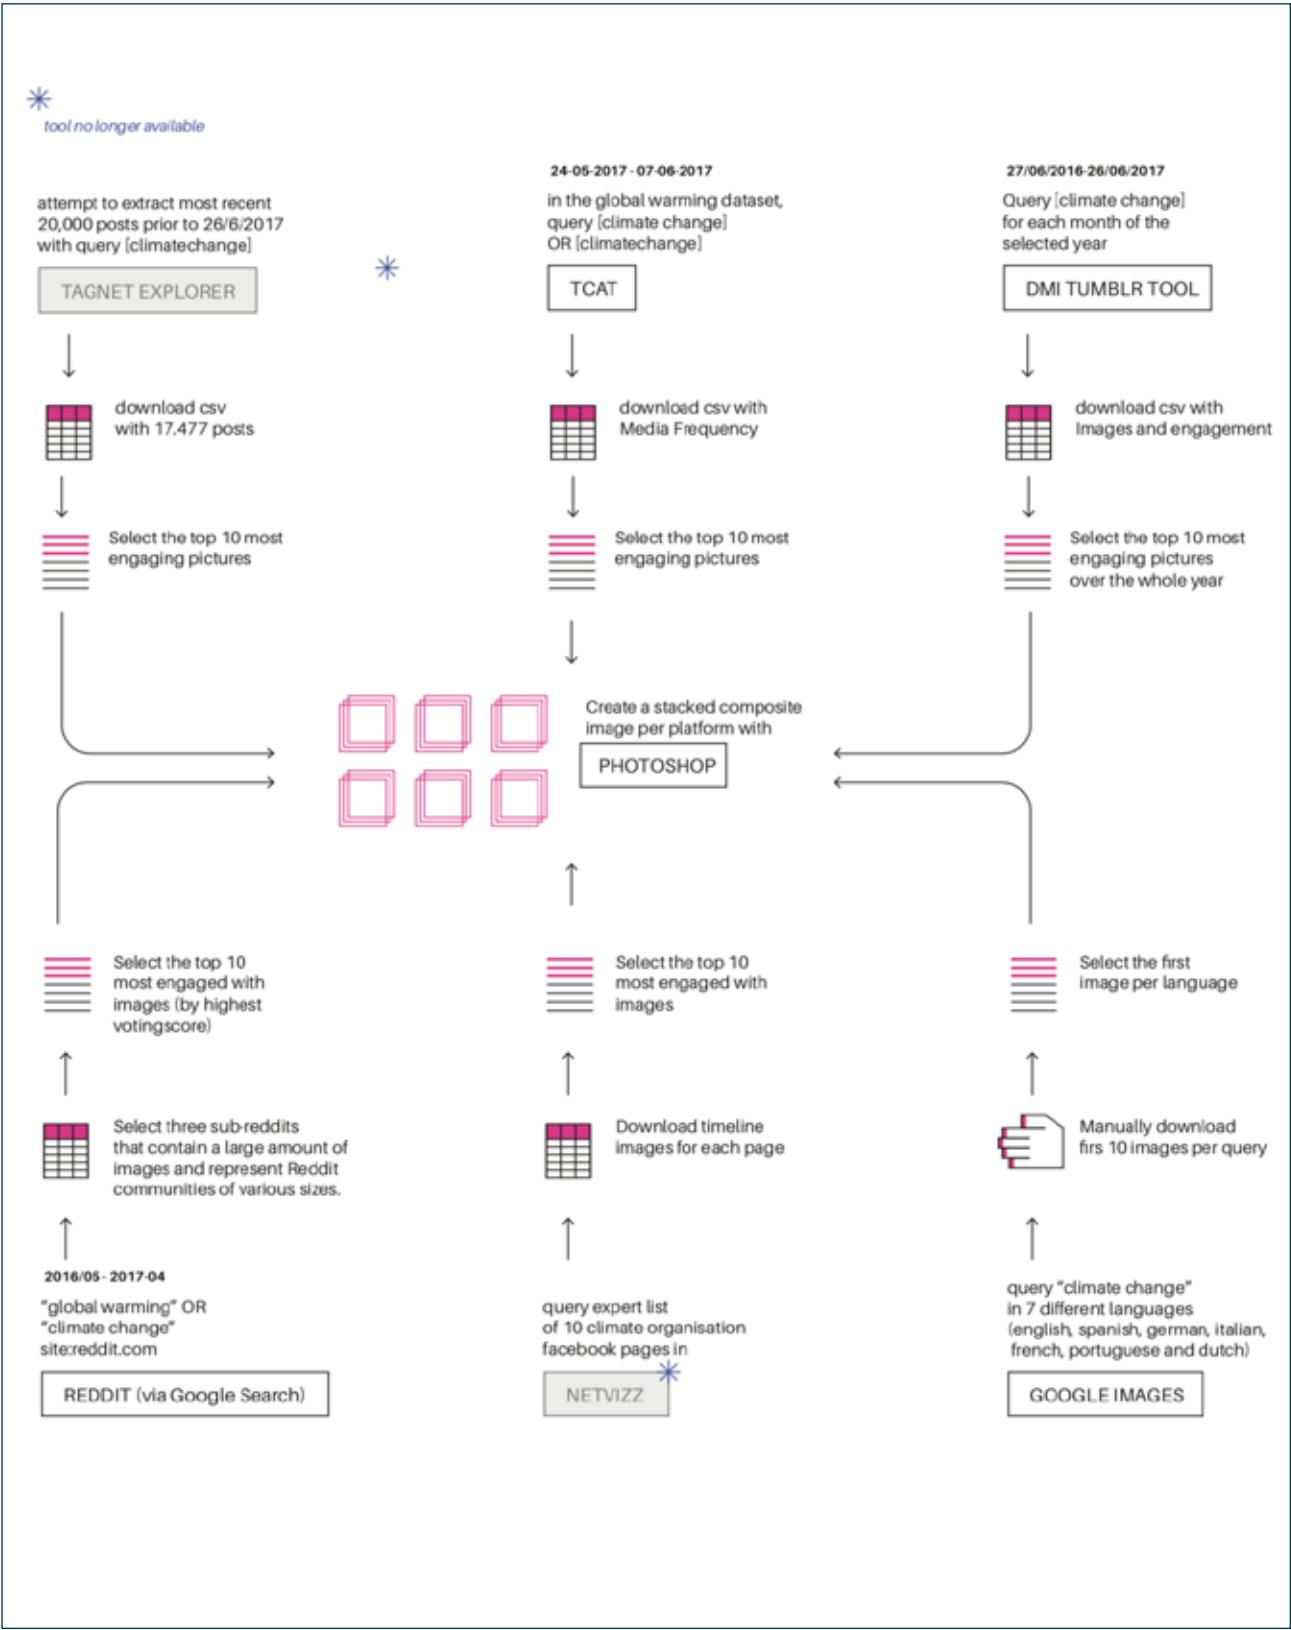 tool no longer available
attempt to extract most recent
20,000 posts prior to 26/6/2017
with query [climatechange]
TAGNET EXPLORER
download csv
with 17.477 posts
Select the top 10 most
engaging pictures
24-05-2017 - 07-06-2017
in the global warming dataset,
query [climate change]
OR [climatechange]
TCAT
download csv with
Media Frequency
Select the top 10 most
engaging pictures
27/06/2016-26/06/2017
Query [climate change]
for each month of the
selected year
DMI TUMBLR TOOL
download csv with
Images and engagement
Select the top 10 most
engaging pictures
over the whole year
Create a stacked composite
image per platform with
PHOTOSHOP
Select the top 10
most engaged with
images (by highest
votingscore)
Select three sub-reddits
that contain a large amount of
images and represent Reddit
communities of various sizes.
2016/05 - 2017-04
"global warming" OR
"climate change"
site:reddit.com
REDDIT (via Google Search)
Select the top 10
most engaged with
images
Download timeline
images for each page
query expert list
of 10 climate organisation
facebook pages in
NETVIZZ
Select the first
image per language
Manually download
firs 10 images per query
query "climate change"
in 7 different languages
(english, spanish, german, italian,
french, portuguese and dutch)
GOOGLE IMAGES